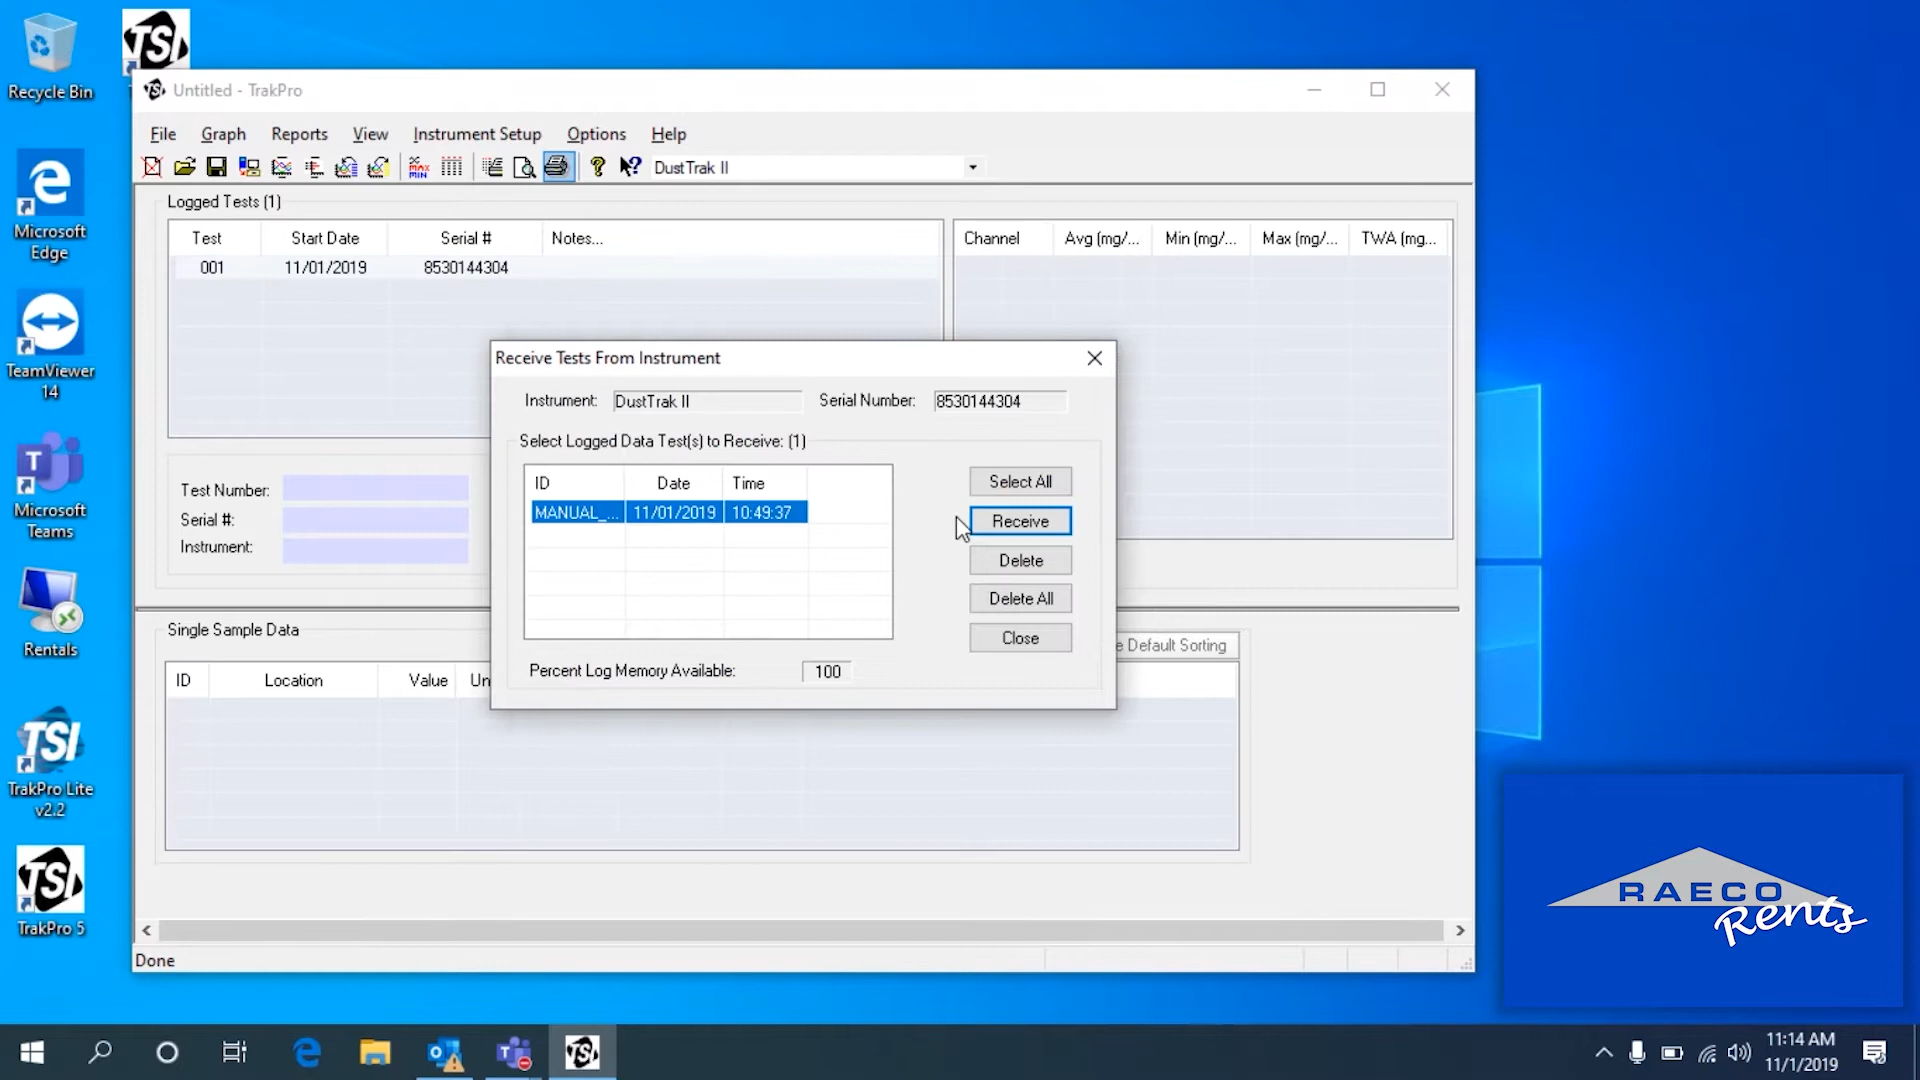 Recycle Bin
TSI
Untitled - TrakPro
File Graph Reports View Instrument Setup Options Help
DustTrak II
Logged Tests (1)
Test Start Date Serial # Notes...
001 11/01/2019 8530144304
Channel Avg (mg/... Min (mg/... Max (mg/... TWA (mg...
Receive Tests From Instrument
Instrument: DustTrak II Serial Number: 8530144304
Select Logged Data Test(s) to Receive: (1)
ID Date Time
MANUAL_... 11/01/2019 10:49:37
Select All
Receive
Delete
Delete All
Close
Percent Log Memory Available: 100
Test Number:
Serial #:
Instrument:
Single Sample Data
e Default Sorting
ID Location Value Un
Done
Microsoft
Edge
TeamViewer
14
Microsoft
Teams
Rentals
TSI
TrakPro Lite
v2.2
TSI
TrakPro 5
RAECO
Rents
TSI
11:14 AM
11/1/2019